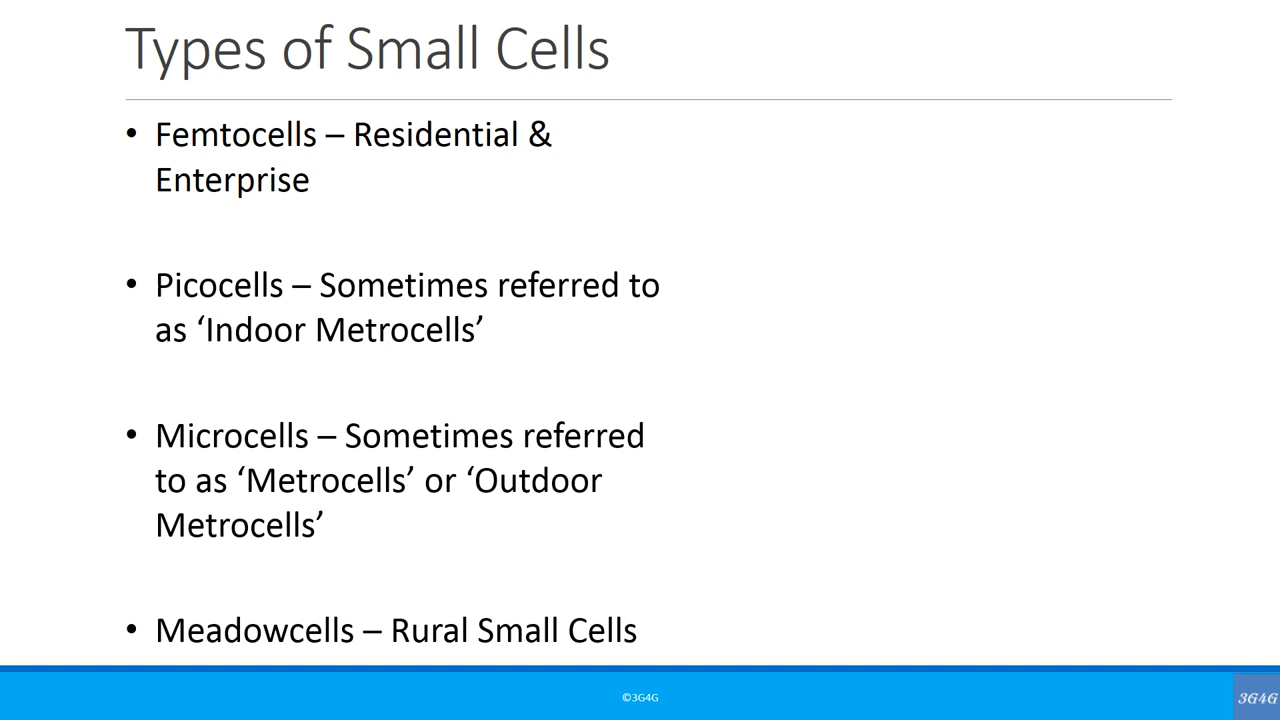 Types of Small Cells
• Femtocells – Residential &
Enterprise
• Picocells – Sometimes referred to
as ‘Indoor Metrocells’
• Microcells – Sometimes referred
to as ‘Metrocells’ or ‘Outdoor
Metrocells’
• Meadowcells – Rural Small Cells
©3G4G
3G4G